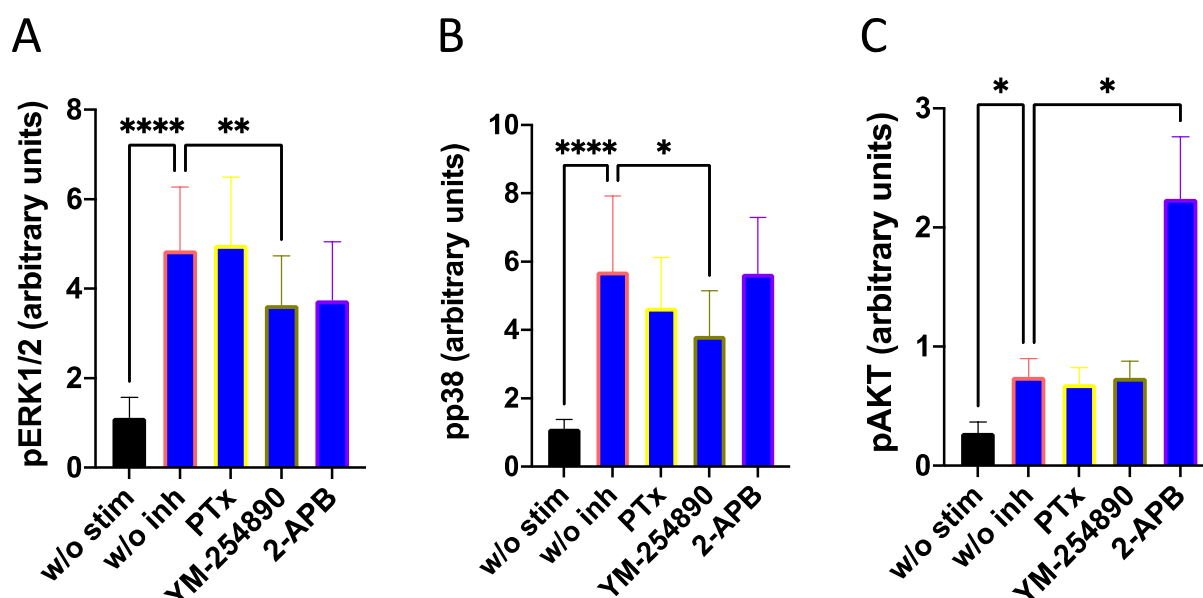 A
pERK1/2 (arbitrary units)
8
6
4
2
0
****
**
w/o stim
w/o inh
PTx
YM-254890
2-APB
B
pp38 (arbitrary units)
10
8
6
4
2
0
****
*
w/o stim
w/o inh
PTx
YM-254890
2-APB
C
pAKT (arbitrary units)
3
2
1
0
*
*
w/o stim
w/o inh
PTx
YM-254890
2-APB